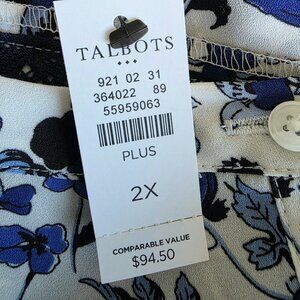 TALBOTS
921 02 31
364022 89
55959063
PLUS
2X
COMPARABLE VALUE
$94.50